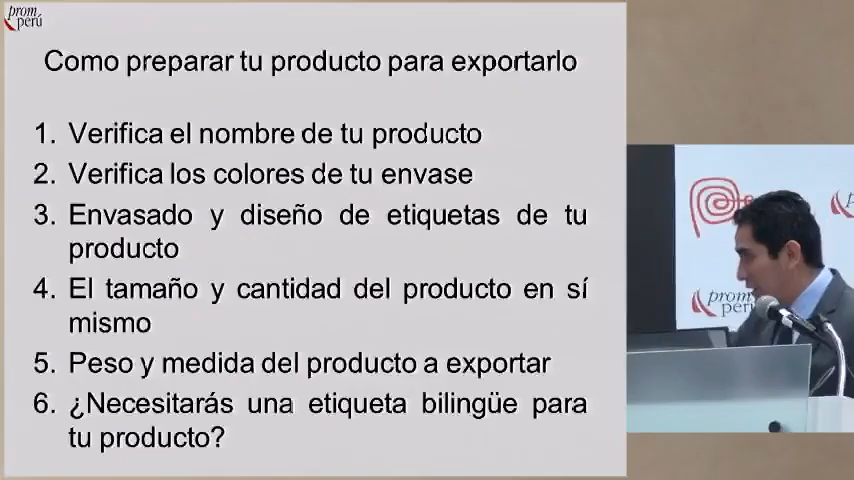 prom
perú
Como preparar tu producto para exportarlo
1. Verifica el nombre de tu producto
2. Verifica los colores de tu envase
3. Envasado y diseño de etiquetas de tu
producto
4. El tamaño y cantidad del producto en sí
mismo
5. Peso y medida del producto a exportar
6. ¿Necesitarás una etiqueta bilingüe para
tu producto?
prom
perú